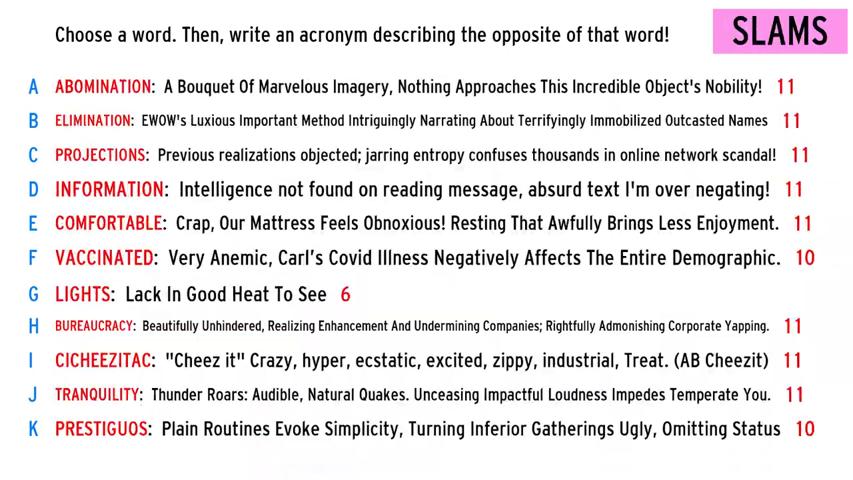 Choose a word. Then, write an acronym describing the opposite of that word!
SLAMS
A ABOMINATION: A Bouquet Of Marvelous Imagery, Nothing Approaches This Incredible Object's Nobility! 11
B ELIMINATION: EWOW's Luxious Important Method Intriguingly Narrating About Terrifyingly Immobilized Outcasted Names 11
C PROJECTIONS: Previous realizations objected; jarring entropy confuses thousands in online network scandal! 11
D INFORMATION: Intelligence not found on reading message, absurd text I'm over negating! 11
E COMFORTABLE: Crap, Our Mattress Feels Obnoxious! Resting That Awfully Brings Less Enjoyment. 11
F VACCINATED: Very Anemic, Carl's Covid Illness Negatively Affects The Entire Demographic. 10
G LIGHTS: Lack In Good Heat To See 6
H BUREAUCRACY: Beautifully Unhindered, Realizing Enhancement And Undermining Companies; Rightfully Admonishing Corporate Yapping. 11
I CICHEEZITAC: "Cheez it" Crazy, hyper, ecstatic, excited, zippy, industrial, Treat. (AB Cheezit) 11
J TRANQUILITY: Thunder Roars: Audible, Natural Quakes. Unceasing Impactful Loudness Impedes Temperate You. 11
K PRESTIGUOS: Plain Routines Evoke Simplicity, Turning Inferior Gatherings Ugly, Omitting Status 10